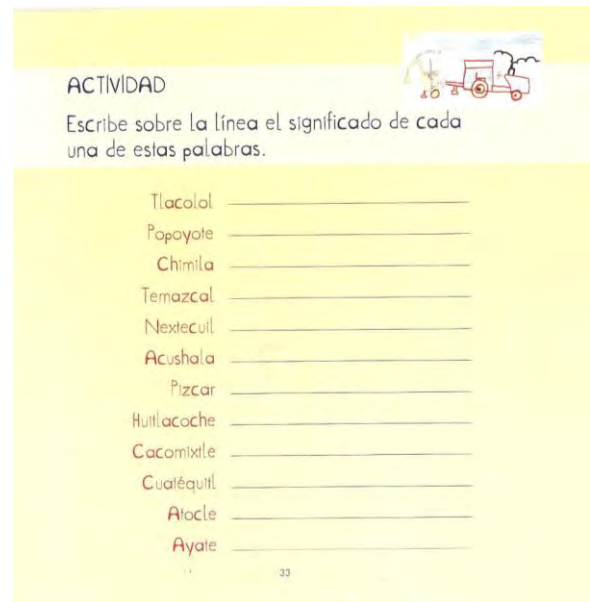 ACTIVIDAD
Escribe sobre la línea el significado de cada
una de estas palabras.
Tlacolol
Popoyote
Chimila
Temazcal
Nextecuil
Acushala
Pizcar
Huitlacoche
Cacomixtle
Cuatéquitl
Atocle
Ayate
33